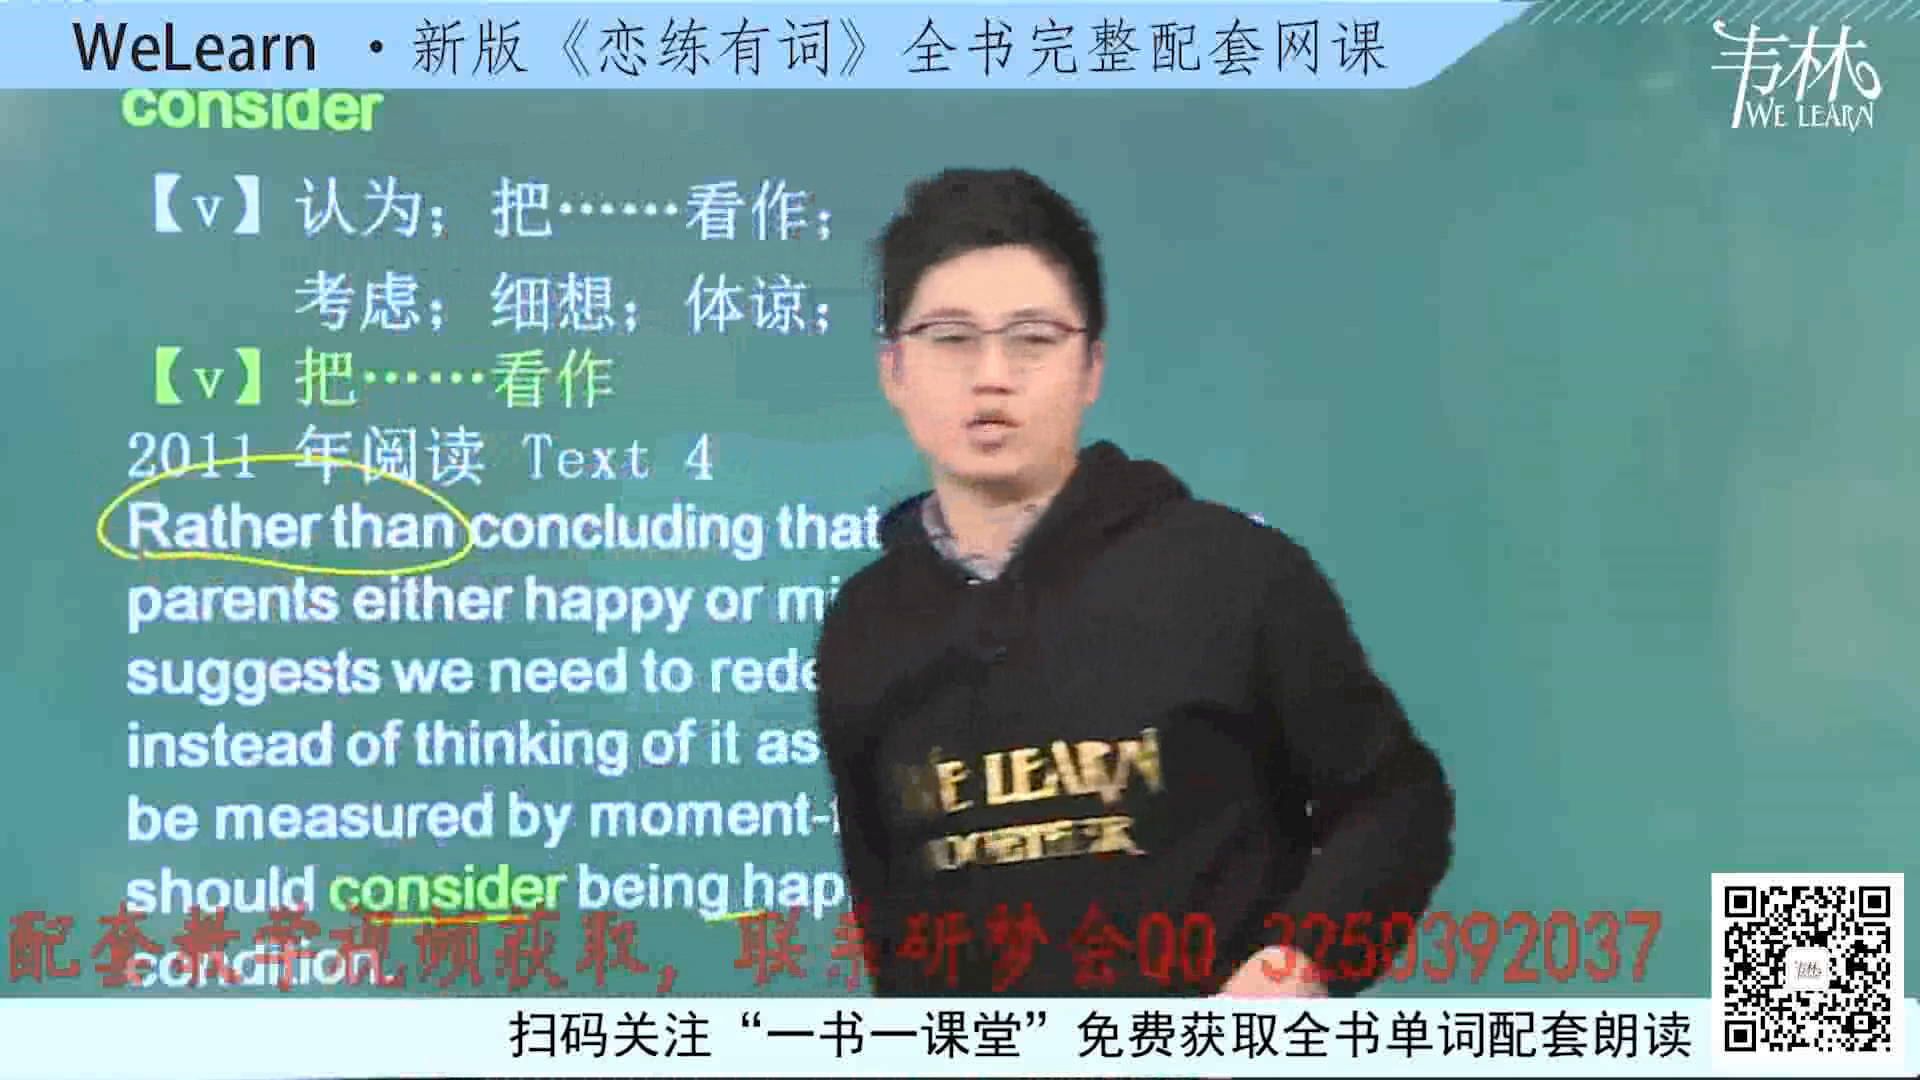 WeLearn ·新版《恋练有词》全书完整配套网课
韦林
WE LEARN
consider
【v】认为；把……看作；
考虑；细想；体谅；
【v】把……看作
2011 年阅读 Text 4
Rather than concluding that
parents either happy or
suggests we need to
instead of thinking of it as
be measured by
should consider being
condition.
WE LEARN
配套教学视频获取，联系研梦会QQ 3250392037
扫码关注“一书一课堂”免费获取全书单词配套朗读